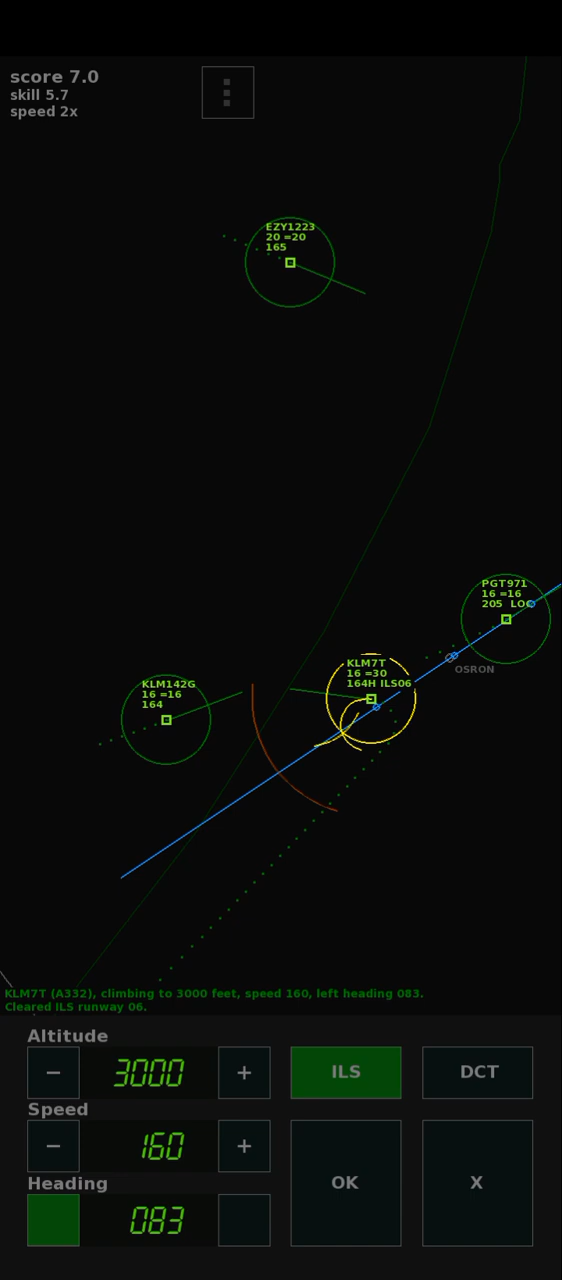 score 7.0
skill 5.7
speed 2x
EZY1223
20 =20
165
PGT971
16 =16
205 LOC
OSRON
KLM7T
16 =30
164H ILS06
KLM142G
16 =16
164
KLM7T (A332), climbing to 3000 feet, speed 160, left heading 083.
Cleared ILS runway 06.
Altitude
− 3000 +
ILS
DCT
Speed
− 160 +
OK
X
Heading
083